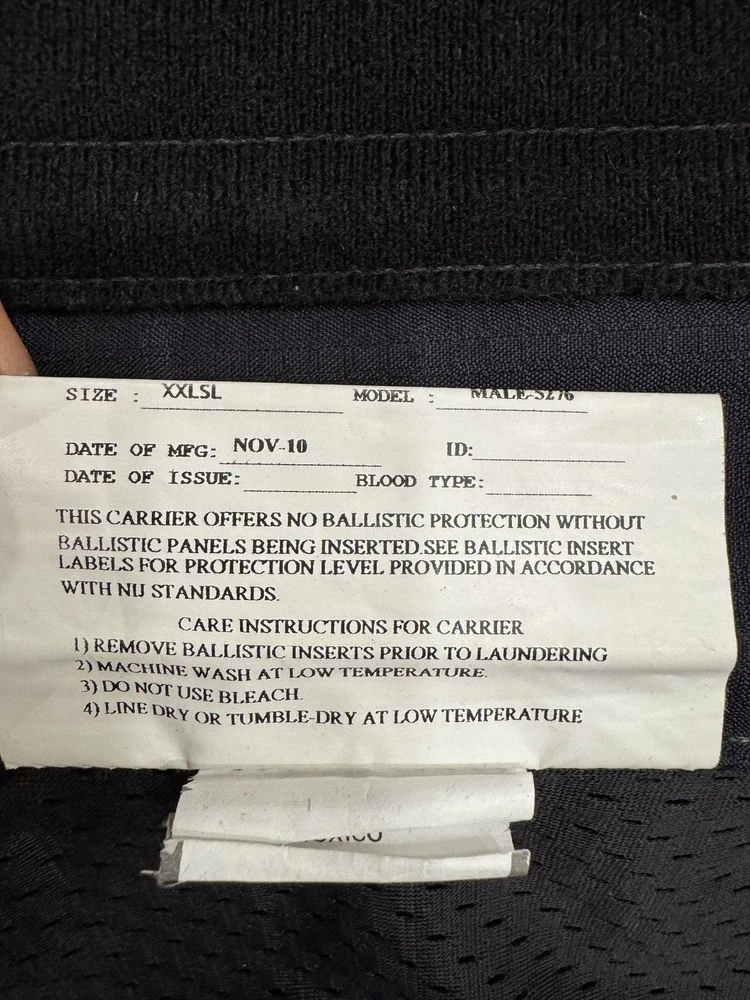 SIZE : XXLSL MODEL : MALE-5276
DATE OF MFG: NOV-10 ID:
DATE OF ISSUE: BLOOD TYPE:
THIS CARRIER OFFERS NO BALLISTIC PROTECTION WITHOUT
BALLISTIC PANELS BEING INSERTED.SEE BALLISTIC INSERT
LABELS FOR PROTECTION LEVEL PROVIDED IN ACCORDANCE
WITH NIJ STANDARDS.
CARE INSTRUCTIONS FOR CARRIER
1) REMOVE BALLISTIC INSERTS PRIOR TO LAUNDERING
2) MACHINE WASH AT LOW TEMPERATURE.
3) DO NOT USE BLEACH.
4) LINE DRY OR TUMBLE-DRY AT LOW TEMPERATURE